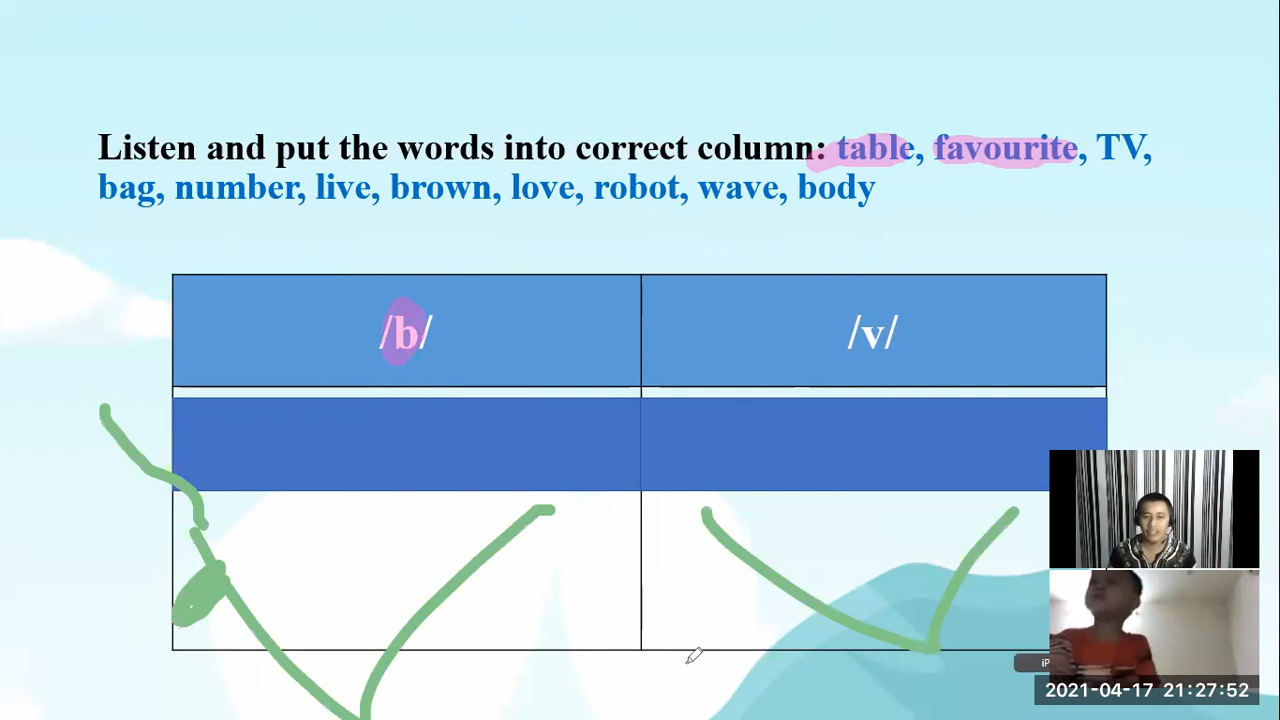 Listen and put the words into correct column: table, favourite, TV,
bag, number, live, brown, love, robot, wave, body
/b/
/v/
2021-04-17 21:27:52